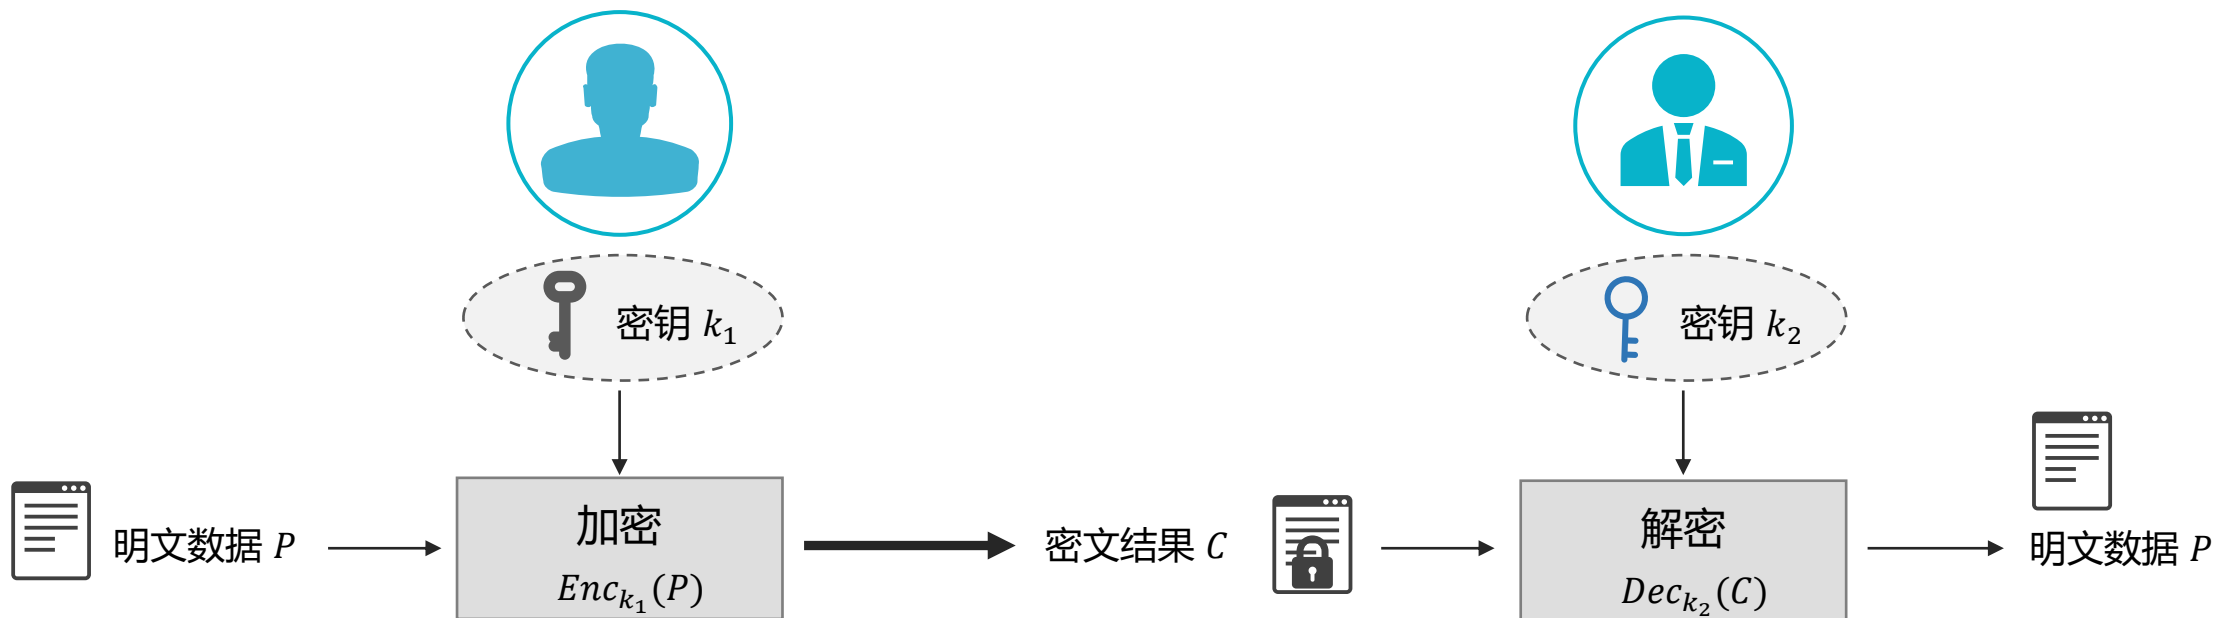 密钥 k₁
密钥 k₂
明文数据 P
加密
Enc_{k₁}(P)
密文结果 C
解密
Dec_{k₂}(C)
明文数据 P